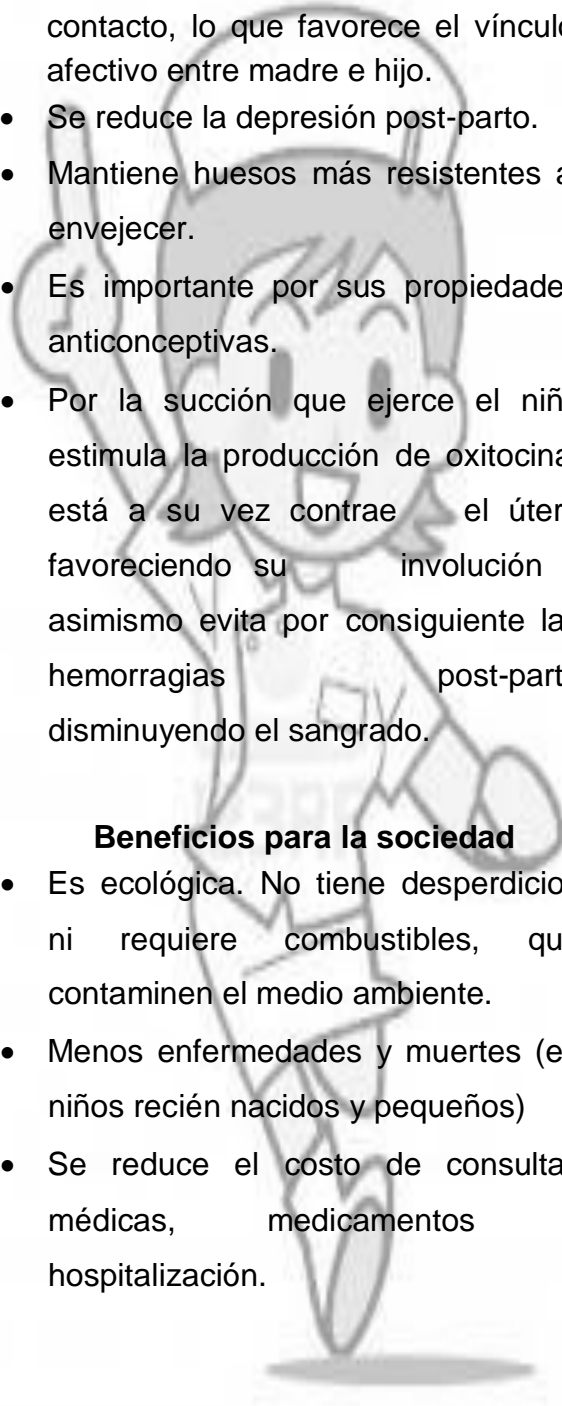 contacto, lo que favorece el vínculo
afectivo entre madre e hijo.
• Se reduce la depresión post-parto.
• Mantiene huesos más resistentes a
envejecer.
• Es importante por sus propiedade
anticonceptivas.
• Por la succión que ejerce el niñ
estimula la producción de oxitocina
está a su vez contrae el úter
favoreciendo su involución
asimismo evita por consiguiente la
hemorragias post-part
disminuyendo el sangrado.
Beneficios para la sociedad
• Es ecológica. No tiene desperdicio
ni requiere combustibles, qu
contaminen el medio ambiente.
• Menos enfermedades y muertes (e
niños recién nacidos y pequeños)
• Se reduce el costo de consulta
médicas, medicamentos
hospitalización.